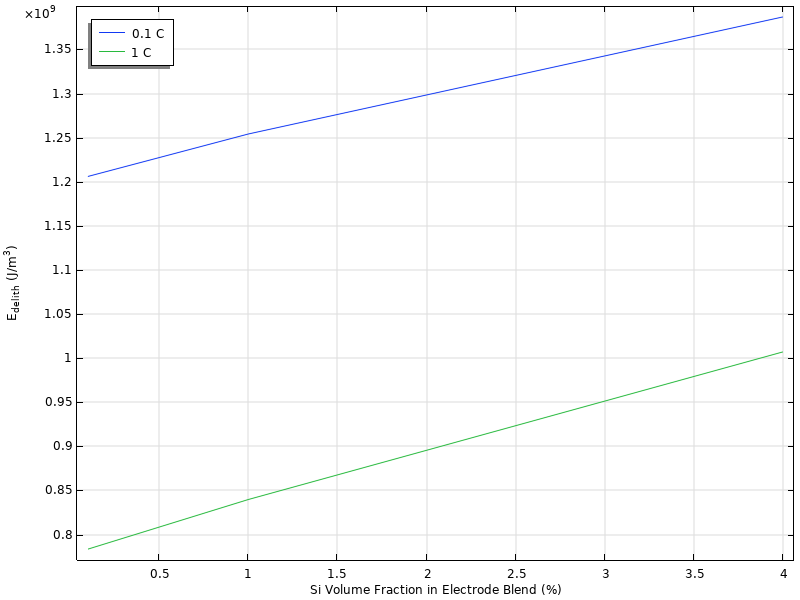 ×10⁹
0.1 C
1 C
1.35
1.3
1.25
1.2
1.15
1.1
1.05
1
0.95
0.9
0.85
0.8
E_delith (J/m³)
0.5 1 1.5 2 2.5 3 3.5 4
Si Volume Fraction in Electrode Blend (%)